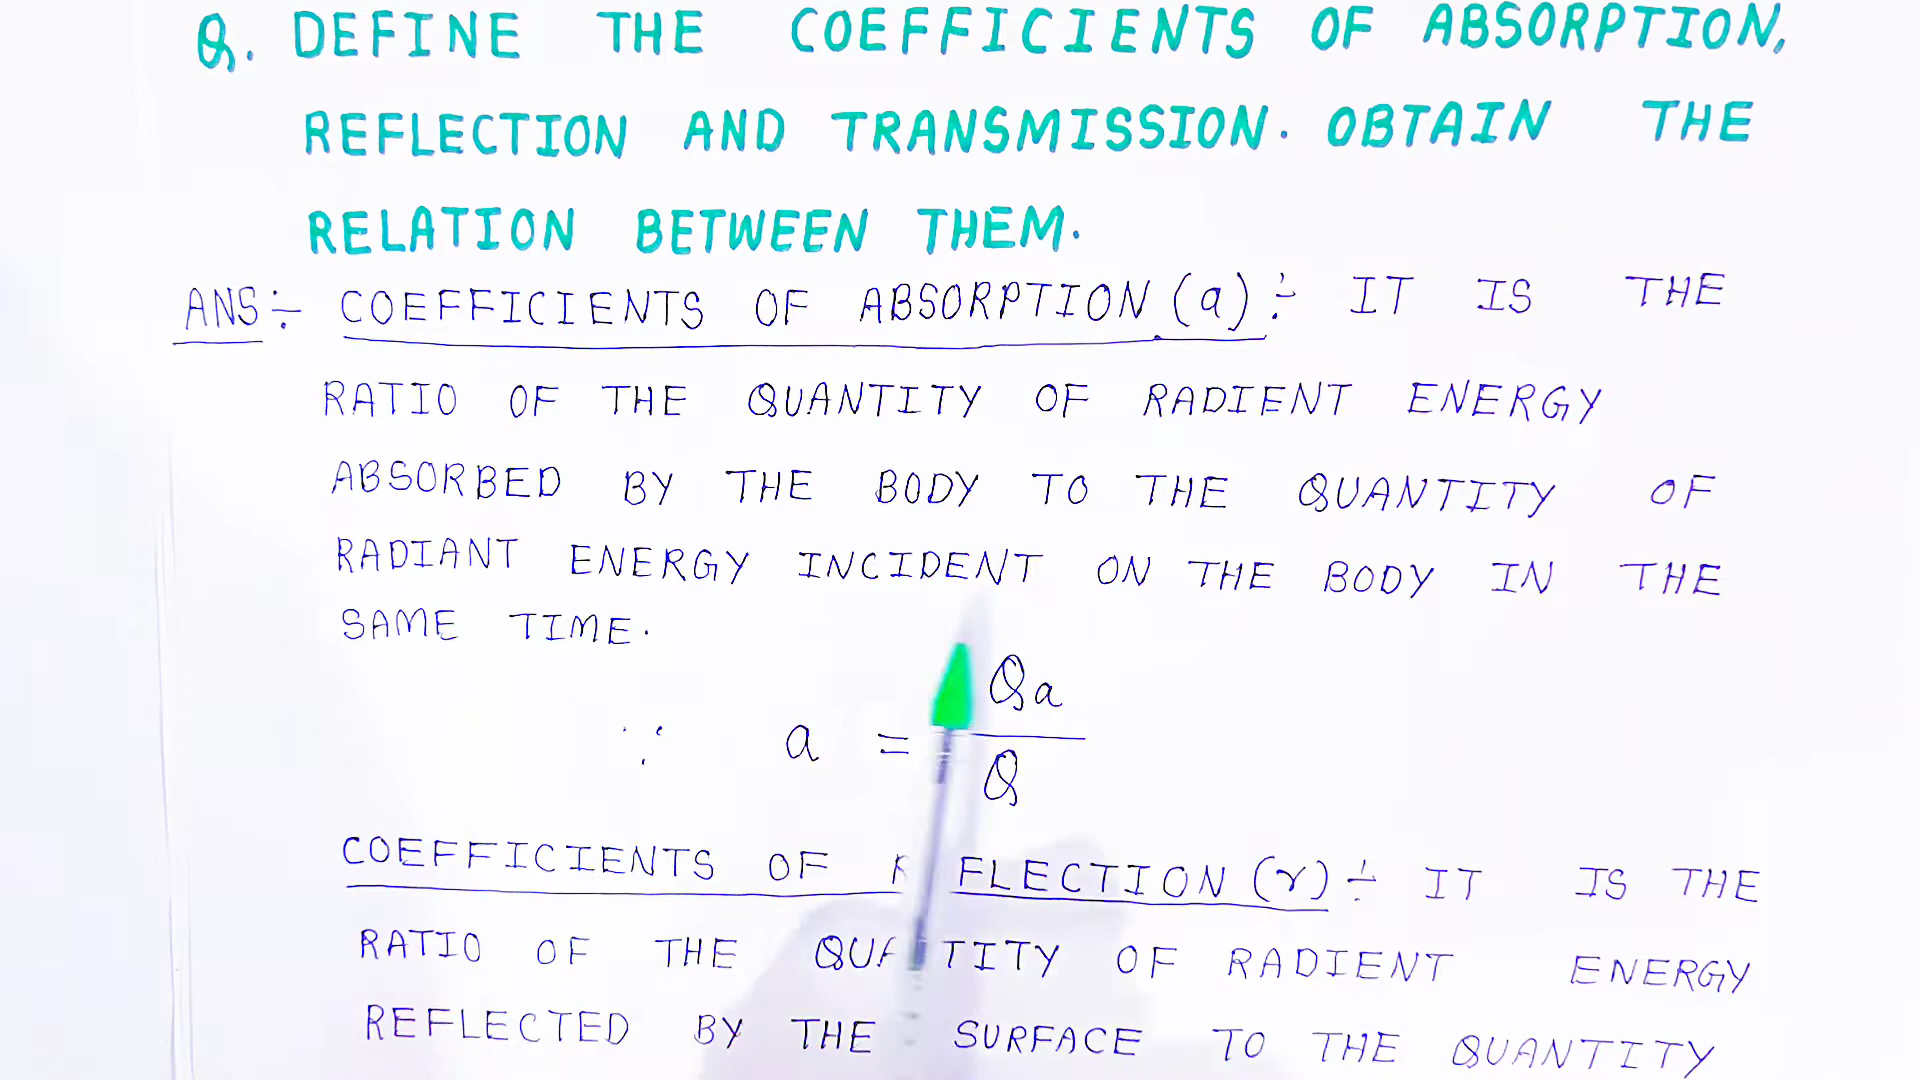 Q. DEFINE THE COEFFICIENTS OF ABSORPTION,
REFLECTION AND TRANSMISSION. OBTAIN THE
RELATION BETWEEN THEM.
ANS:- COEFFICIENTS OF ABSORPTION (a) :- IT IS THE
RATIO OF THE QUANTITY OF RADIENT ENERGY
ABSORBED BY THE BODY TO THE QUANTITY OF
RADIANT ENERGY INCIDENT ON THE BODY IN THE
SAME TIME.
∵ a = Qa
Q
COEFFICIENTS OF FLECTION (r) :- IT IS THE
RATIO OF THE TITY OF RADIENT ENERGY
REFLECTED BY THE SURFACE TO THE QUANTITY